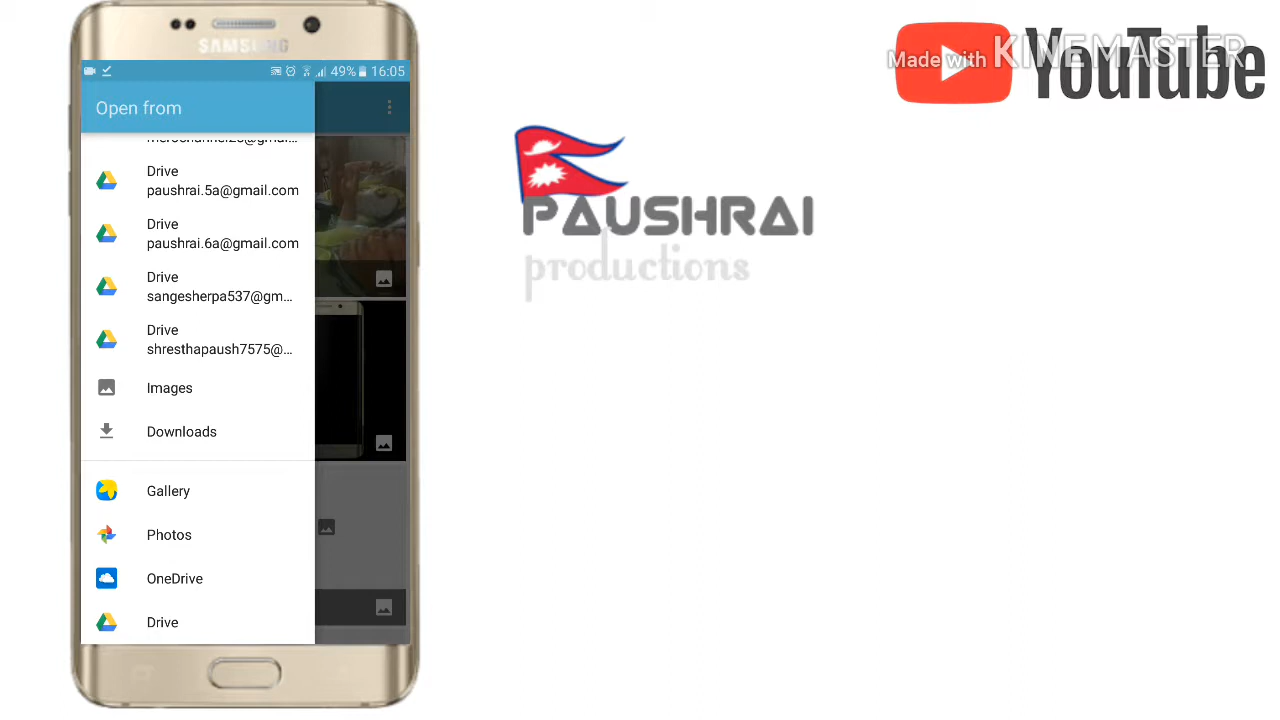 SAMSUNG
49% 16:05
Open from
Drive
paushrai.5a@gmail.com
Drive
paushrai.6a@gmail.com
Drive
sangesherpa537@gm...
Drive
shresthapaush7575@...
Images
Downloads
Gallery
Photos
OneDrive
Drive
PAUSHRAI
productions
Made with KINEMASTER
YouTube